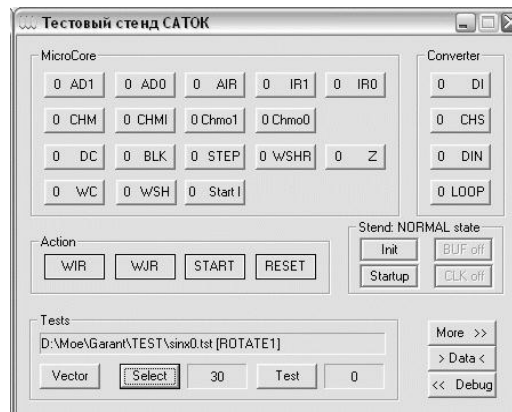 Тестовый стенд САТОК
MicroCore
Converter
0 AD1 0 AD0 0 AIR 0 IR1 0 IR0 0 DI
0 CHM 0 CHMI 0 Chmo1 0 Chmo0 0 CHS
0 DC 0 BLK 0 STEP 0 WSHR 0 Z 0 DIN
0 WC 0 WSH 0 Start I 0 LOOP
Stend: NORMAL state
Action
Init BUF off
WIR WJR START RESET
Startup CLK off
Tests
D:\Moe\Garant\TEST\sinx0.tst [ROTATE1]
More >>
> Data <
Vector Select 30 Test 0
<< Debug